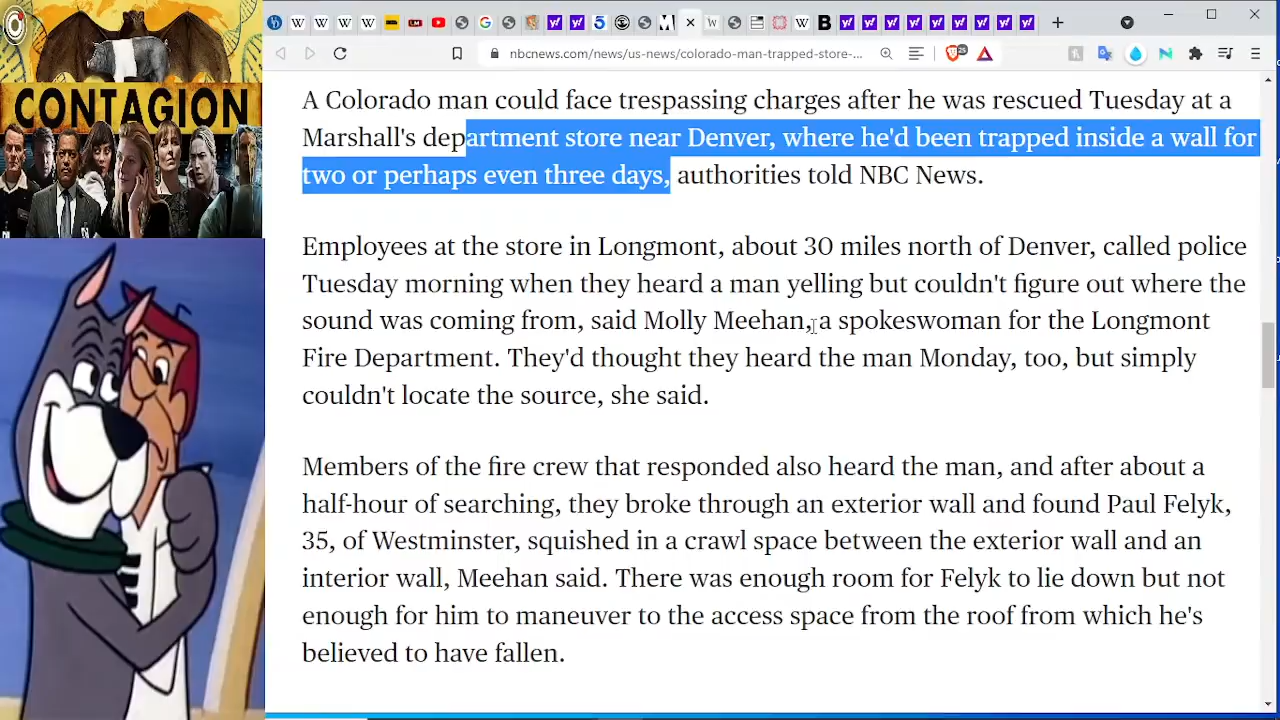 CONTAGION
nbcnews.com/news/us-news/colorado-man-trapped-store-...
A Colorado man could face trespassing charges after he was rescued Tuesday at a
Marshall's department store near Denver, where he'd been trapped inside a wall for
two or perhaps even three days, authorities told NBC News.
Employees at the store in Longmont, about 30 miles north of Denver, called police
Tuesday morning when they heard a man yelling but couldn't figure out where the
sound was coming from, said Molly Meehan, a spokeswoman for the Longmont
Fire Department. They'd thought they heard the man Monday, too, but simply
couldn't locate the source, she said.
Members of the fire crew that responded also heard the man, and after about a
half-hour of searching, they broke through an exterior wall and found Paul Felyk,
35, of Westminster, squished in a crawl space between the exterior wall and an
interior wall, Meehan said. There was enough room for Felyk to lie down but not
enough for him to maneuver to the access space from the roof from which he's
believed to have fallen.